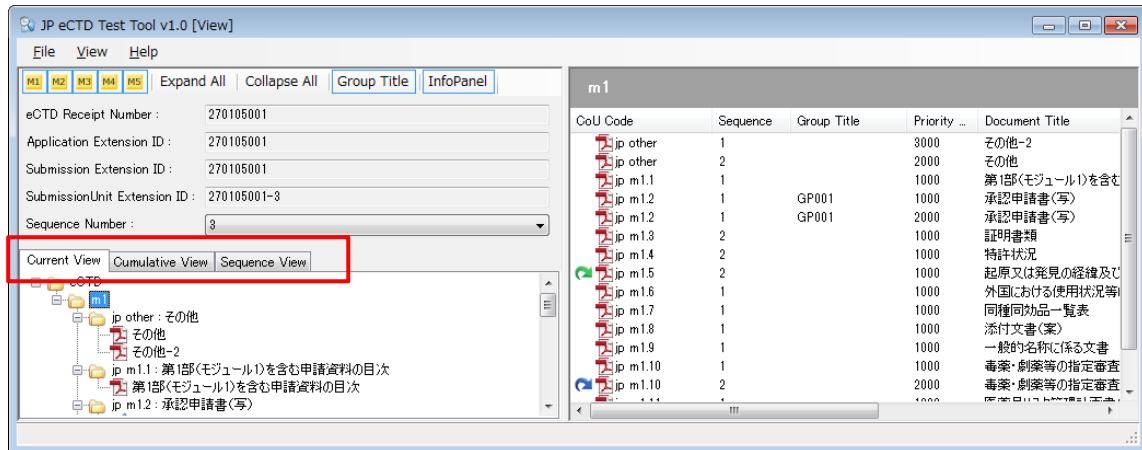 JP eCTD Test Tool v1.0 [View]
File View Help
M1 M2 M3 M4 M5 Expand All Collapse All Group Title InfoPanel
eCTD Receipt Number : 270105001
Application Extension ID : 270105001
Submission Extension ID : 270105001
SubmissionUnit Extension ID : 270105001-3
Sequence Number : 3
Current View Cumulative View Sequence View
eCTD
m1
jp other : その他
その他
その他-2
jp m1.1 : 第1部(モジュール1)を含む申請資料の目次
第1部(モジュール1)を含む申請資料の目次
jp m1.2 : 承認申請書(写)
m1
CoU Code Sequence Group Title Priority ... Document Title
jp other 1 3000 その他-2
jp other 2 2000 その他
jp m1.1 1 1000 第1部(モジュール1)を含む
jp m1.2 1 GP001 1000 承認申請書(写)
jp m1.2 1 GP001 2000 承認申請書(写)
jp m1.3 2 1000 証明書類
jp m1.4 2 1000 特許状況
jp m1.5 2 1000 起原又は発見の経緯及び
jp m1.6 1 1000 外国における使用状況等
jp m1.7 1 1000 同種同効品一覧表
jp m1.8 1 1000 添付文書(案)
jp m1.9 1 1000 一般的名称に係る文書
jp m1.10 1 1000 毒薬・劇薬等の指定審査
jp m1.10 2 2000 毒薬・劇薬等の指定審査